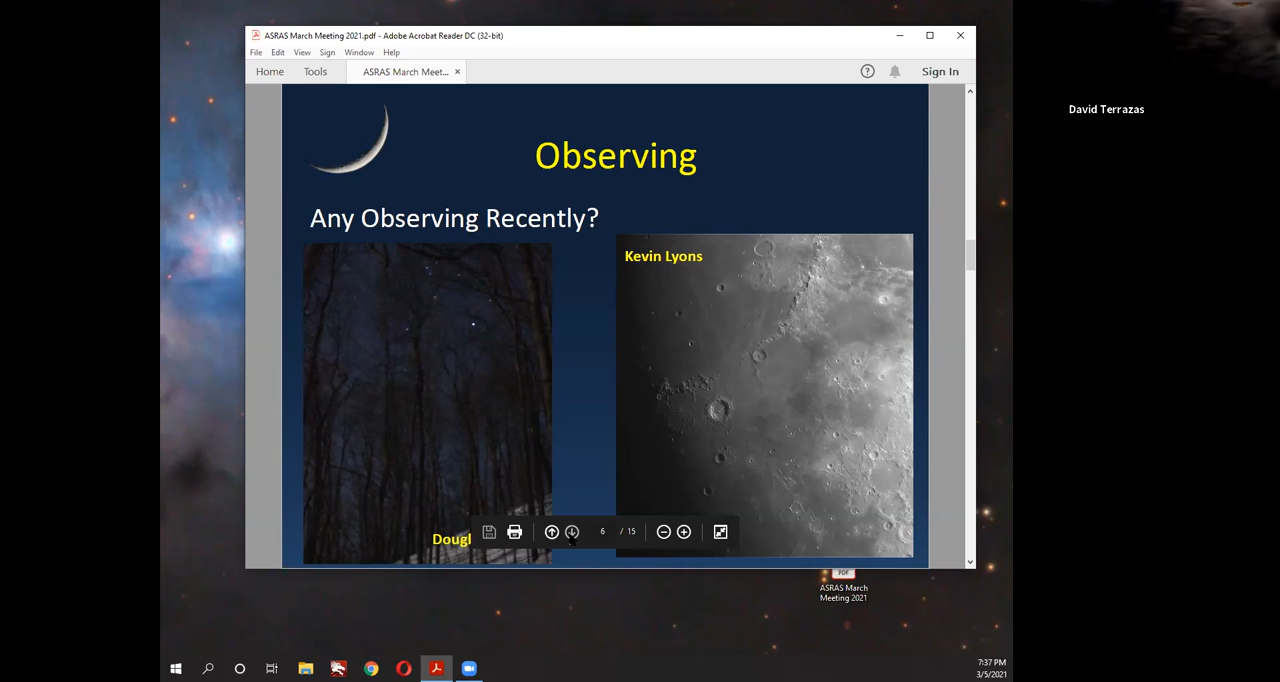 ASRAS March Meeting 2021.pdf - Adobe Acrobat Reader DC (32-bit)
File Edit View Window Sign Window Help
Home Tools ASRAS March Meet... × Sign In
David Terrazas
Observing
Any Observing Recently?
Kevin Lyons
Dougl
6 / 15
PDF
ASRAS March
Meeting 2021
7:37 PM
3/5/2021